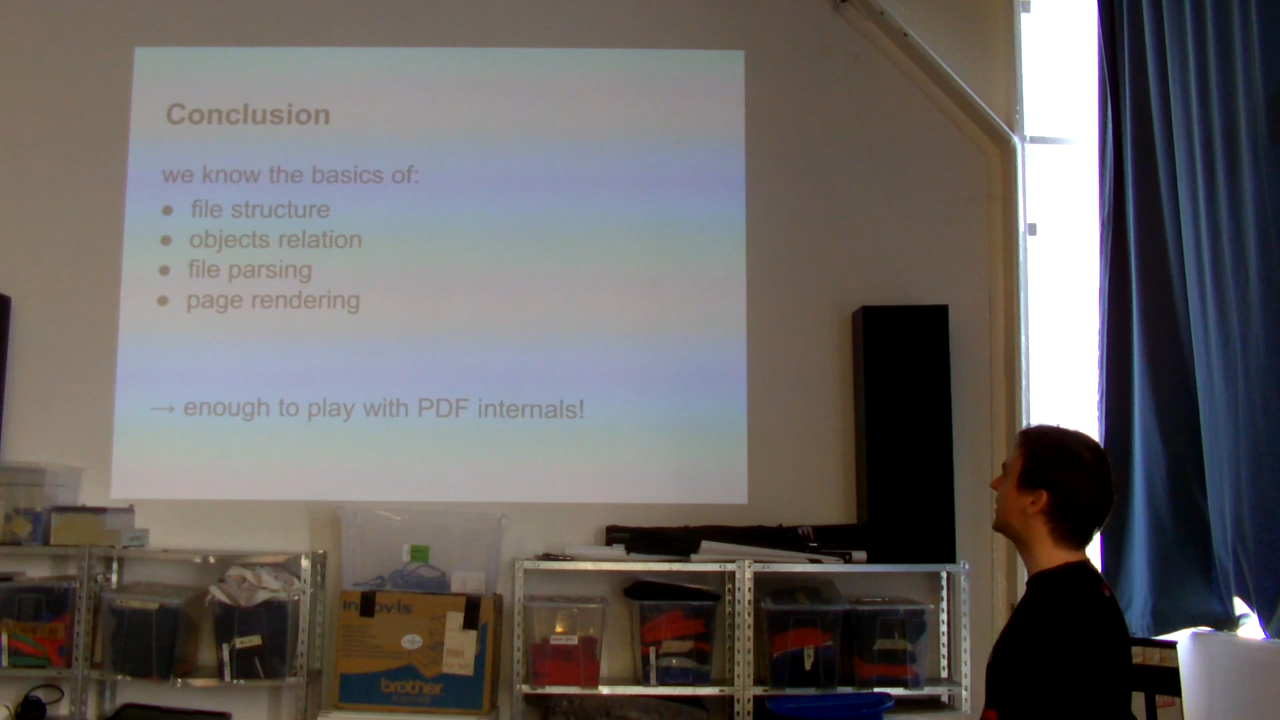 Conclusion
we know the basics of:
● file structure
● objects relation
● file parsing
● page rendering
→ enough to play with PDF internals!
brother